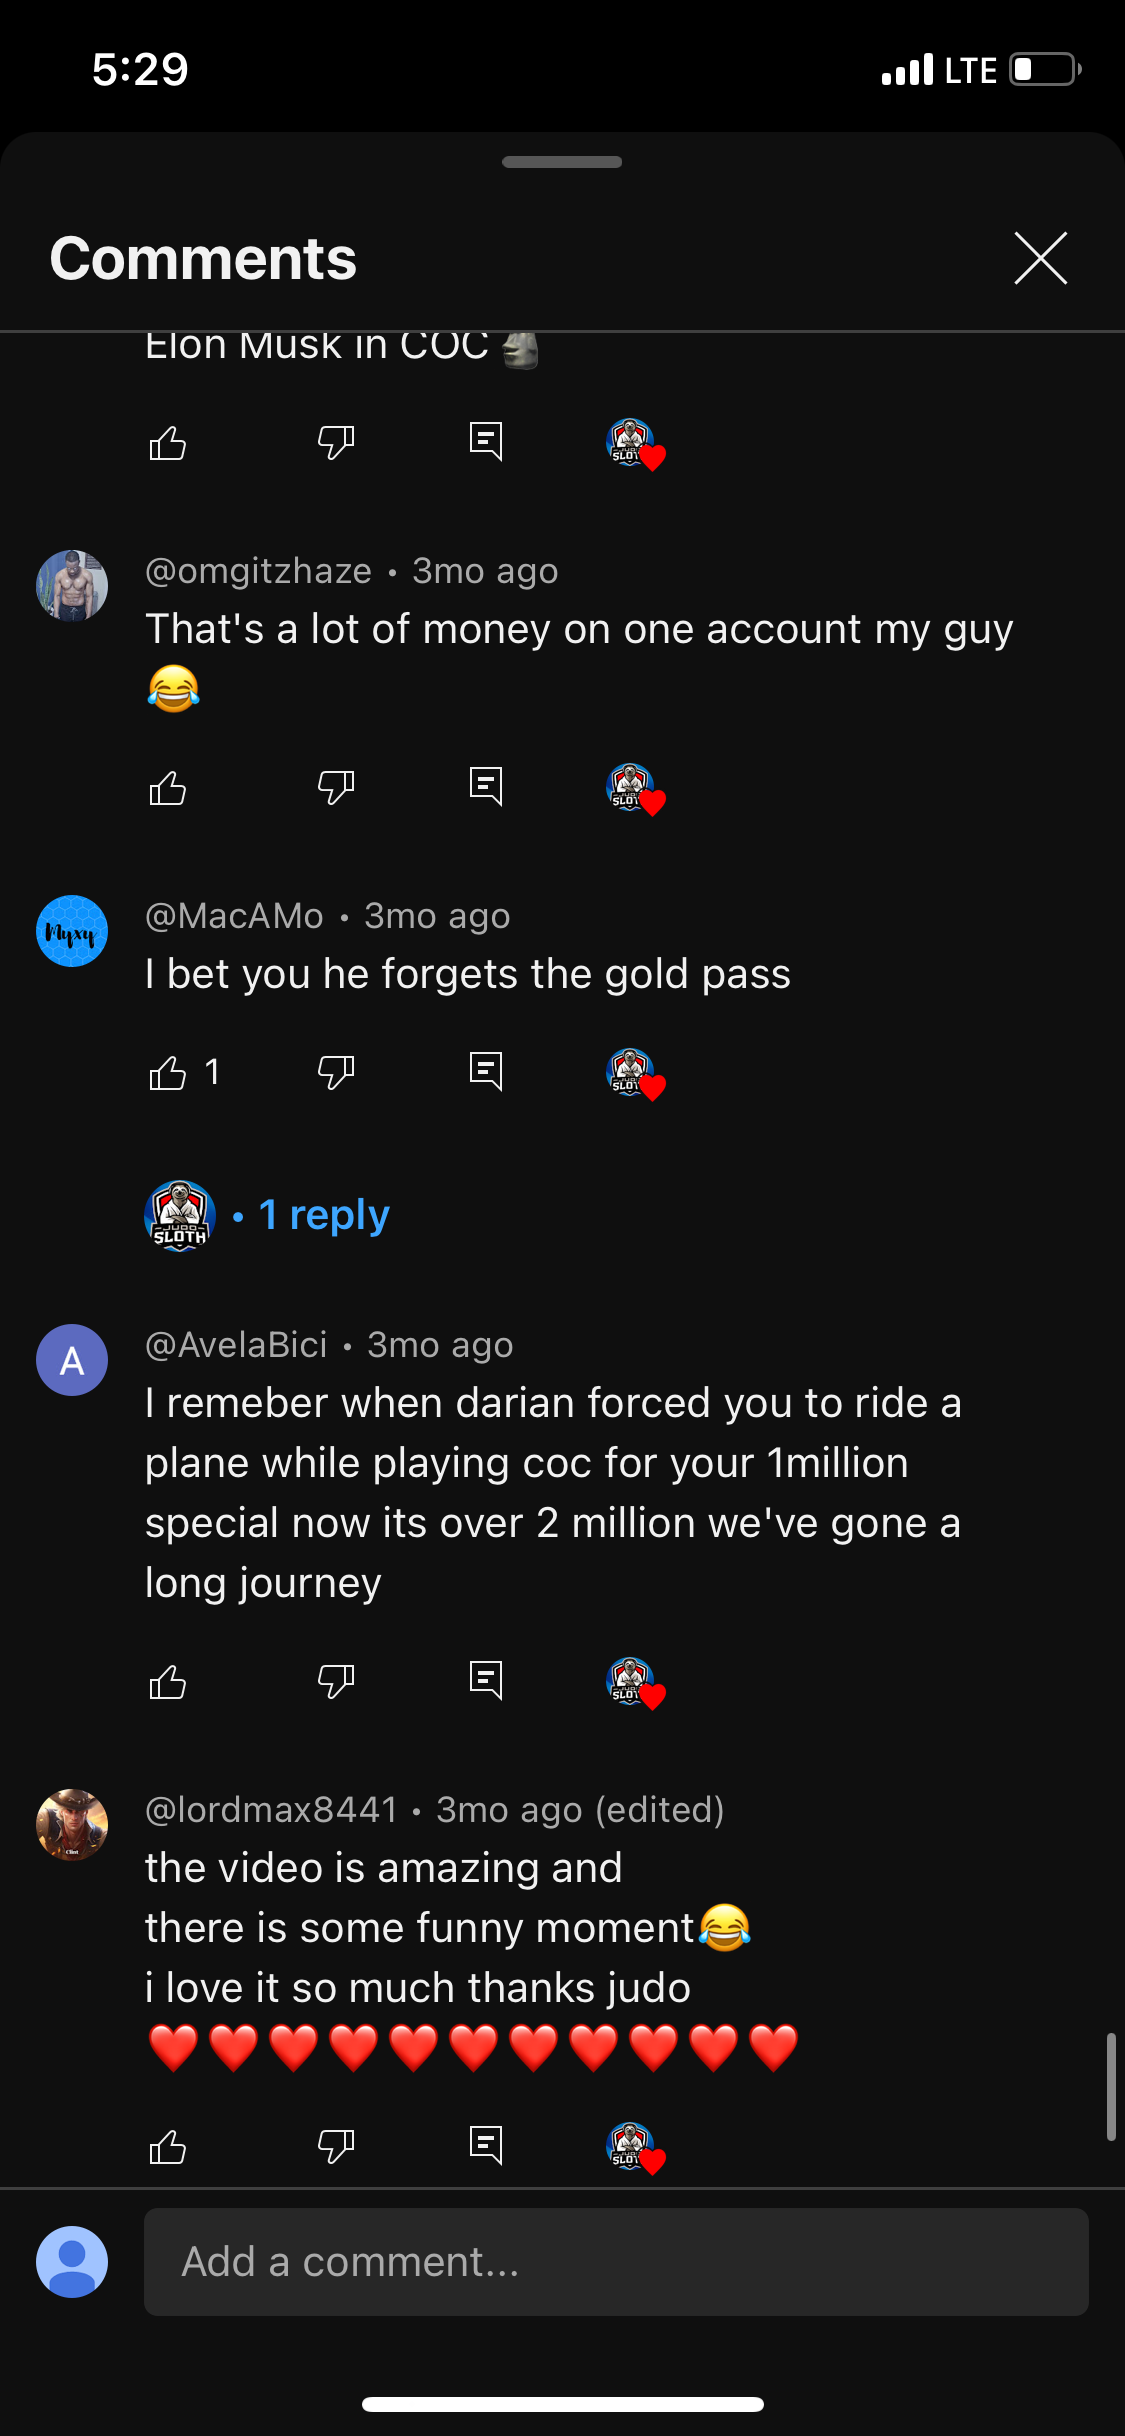 5:29
LTE
Comments
Elon Musk in COC 🗿
@omgitzhaze • 3mo ago
That's a lot of money on one account my guy
😂
@MacAMo • 3mo ago
Myxy
I bet you he forgets the gold pass
1
JUDO
SLOTH
• 1 reply
A
@AvelaBici • 3mo ago
I remeber when darian forced you to ride a
plane while playing coc for your 1million
special now its over 2 million we've gone a
long journey
@lordmax8441 • 3mo ago (edited)
the video is amazing and
there is some funny moment😂
i love it so much thanks judo
❤️❤️❤️❤️❤️❤️❤️❤️❤️❤️❤️
Add a comment...